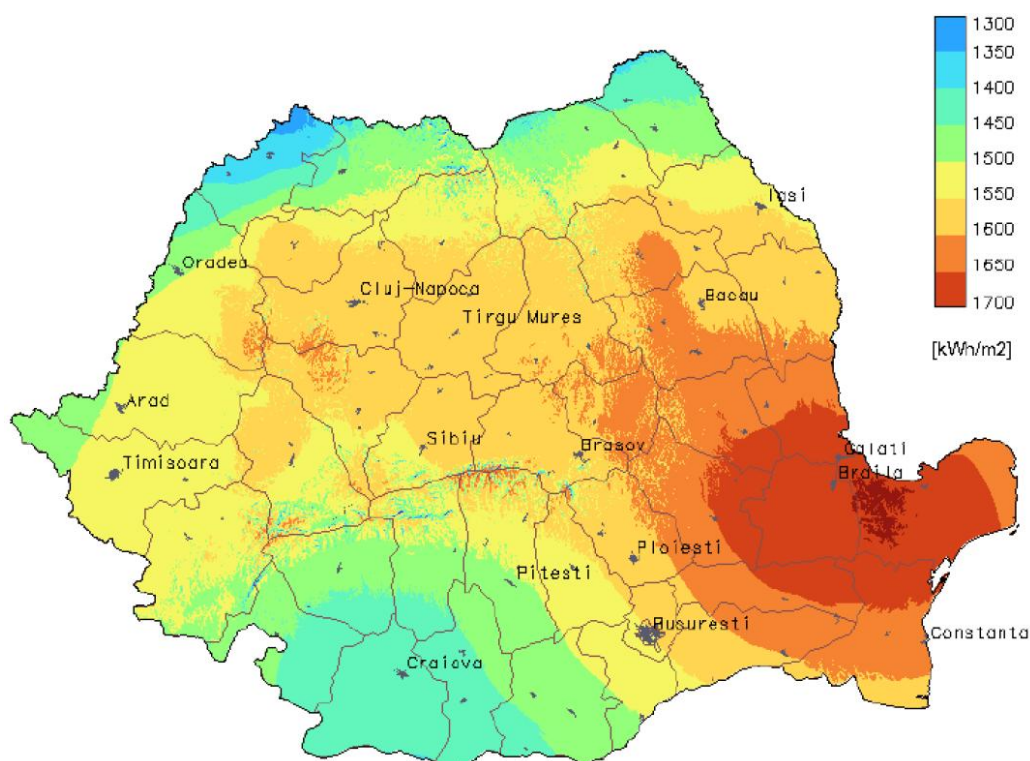 1300
1350
1400
1450
1500
1550
1600
1650
1700
[kWh/m2]
Iasi
Oradea
Cluj-Napoca
Bacau
Tirgu Mures
Arad
Sibiu
Brasov
Galati
Timisoara
Braila
Ploiesti
Pitesti
Bucuresti
Constanta
Craiova